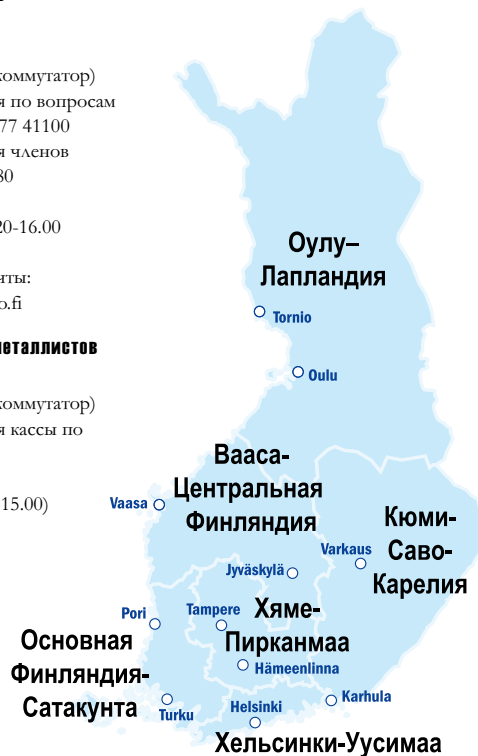 коммутатор)
я по вопросам
77 41100
я членов
80
20-16.00
чты:
o.fi
металлистов
коммутатор)
я кассы по
15.00)
Оулу–
Лапландия
Tornio
Oulu
Вааса-
Центральная
Финляндия
Vaasa
Кюми-
Саво-
Карелия
Varkaus
Jyväskylä
Pori
Tampere
Хяме-
Пирканмаа
Hämeenlinna
Основная
Финляндия-
Сатакунта
Turku
Helsinki
Karhula
Хельсинки-Уусимаа